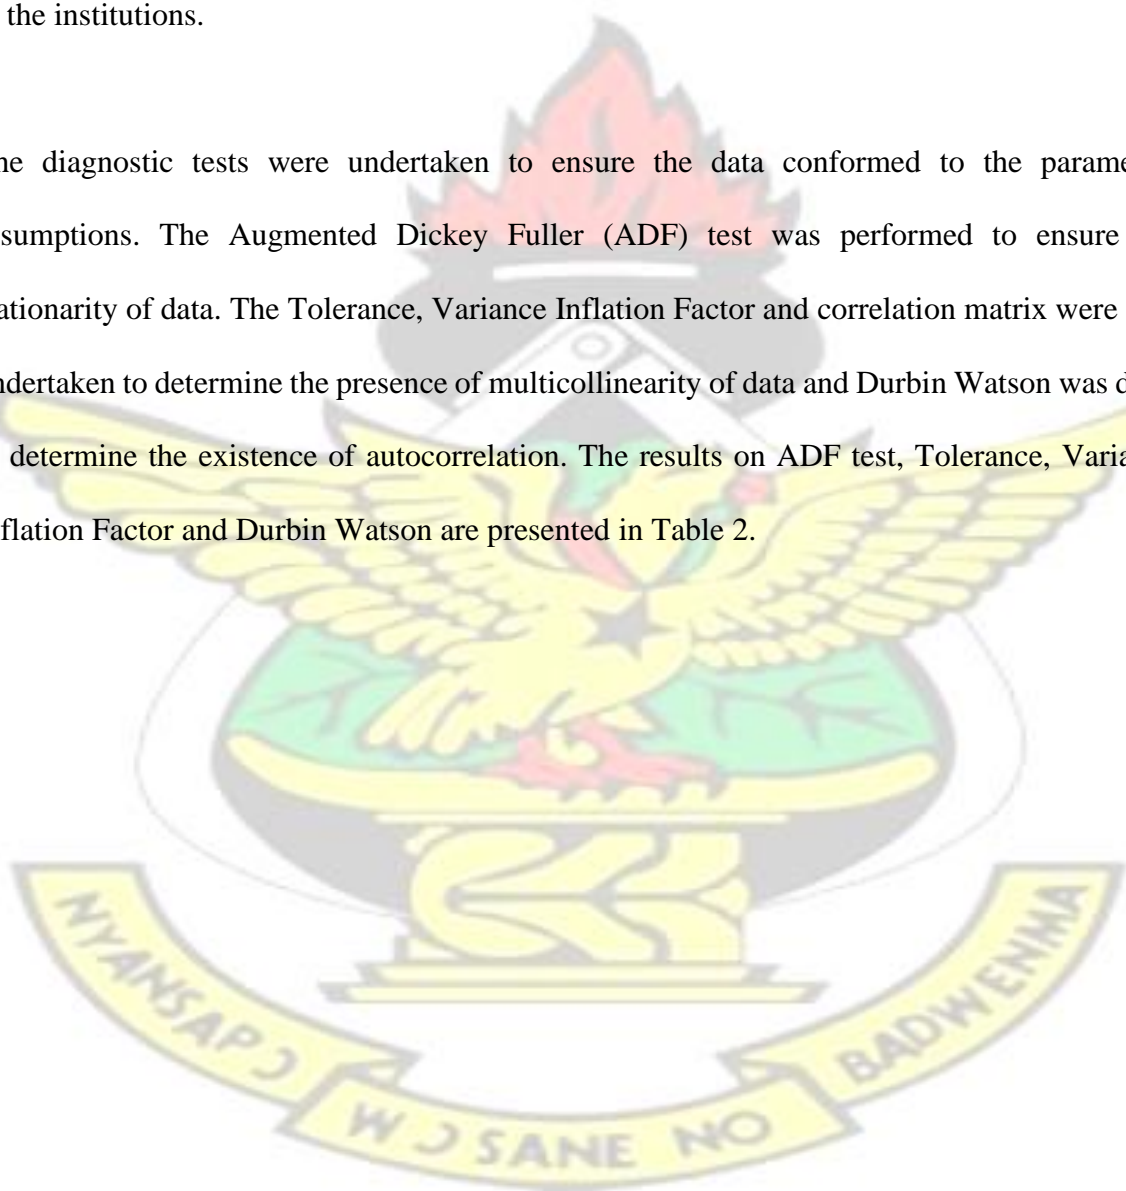 the institutions.
ne diagnostic tests were undertaken to ensure the data conformed to the parame
sumptions. The Augmented Dickey Fuller (ADF) test was performed to ensure
ationarity of data. The Tolerance, Variance Inflation Factor and correlation matrix were
ndertaken to determine the presence of multicollinearity of data and Durbin Watson was d
determine the existence of autocorrelation. The results on ADF test, Tolerance, Varia
flation Factor and Durbin Watson are presented in Table 2.
NYANSAPƆ
WƆSANE NO
BADWENMA